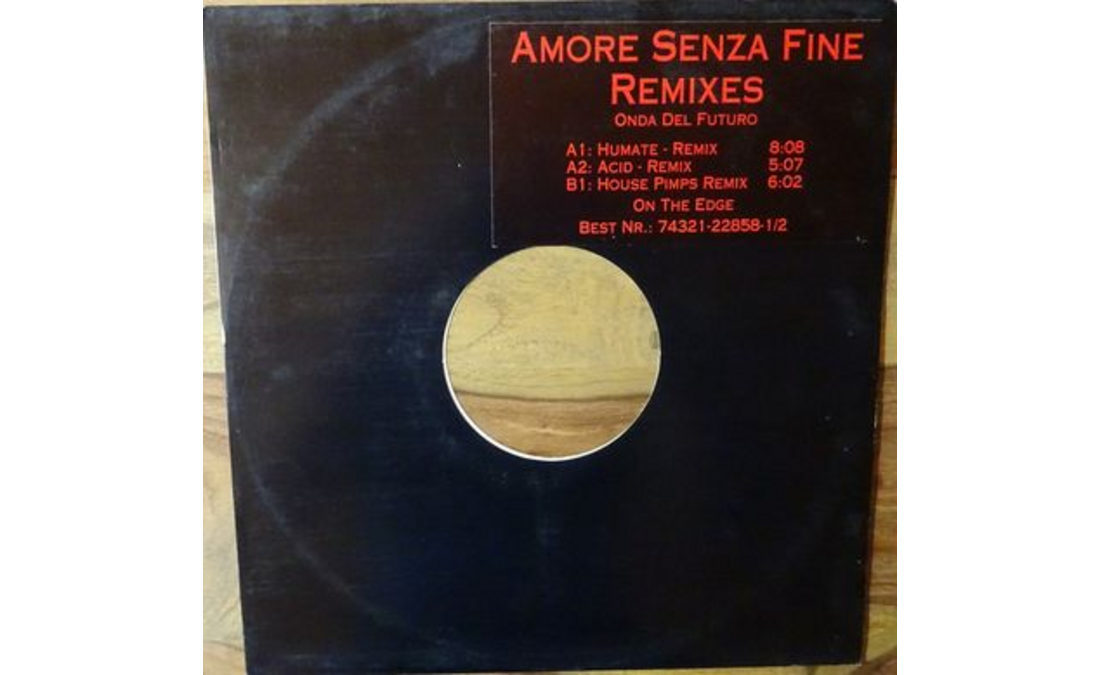 AMORE SENZA FINE
REMIXES
ONDA DEL FUTURO
A1: HUMATE - REMIX 8:08
A2: ACID - REMIX 5:07
B1: HOUSE PIMPS REMIX 6:02
ON THE EDGE
BEST NR.: 74321-22858-1/2